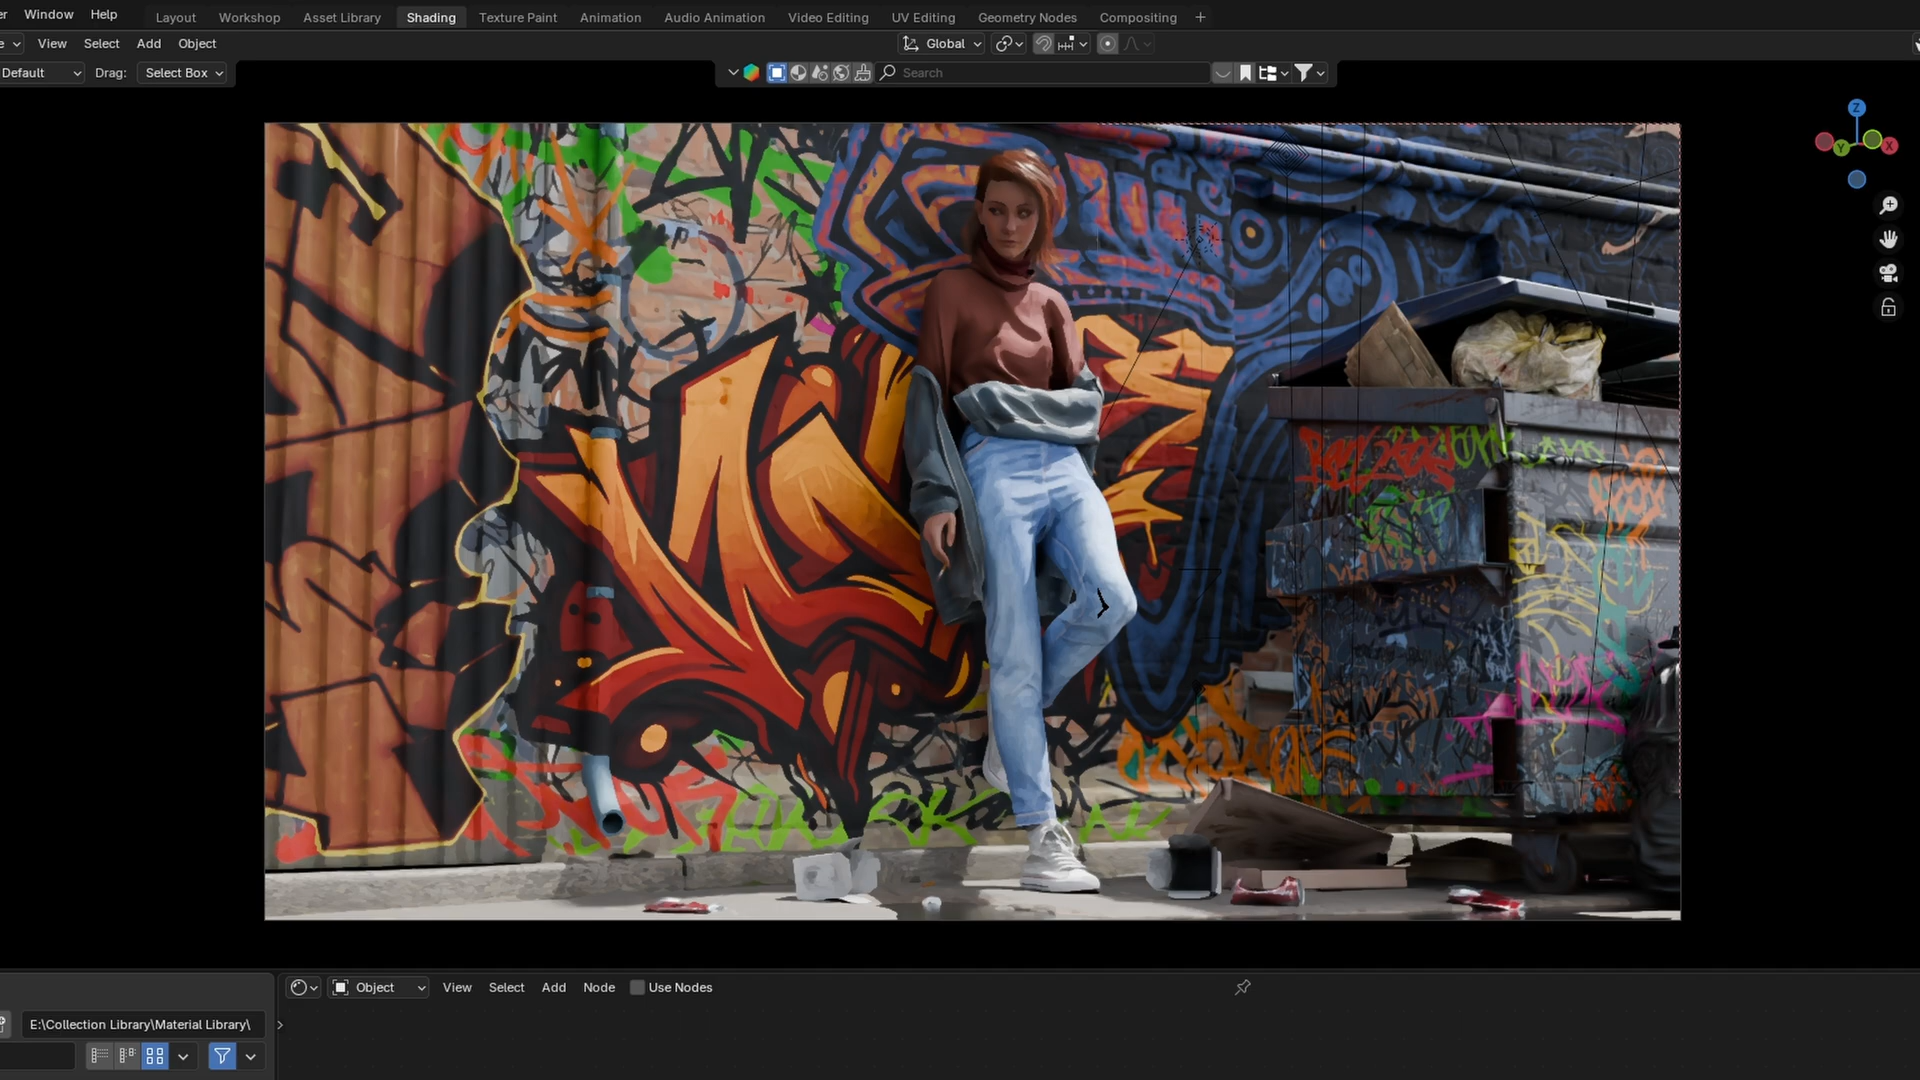 Window Help Layout Workshop Asset Library Shading Texture Paint Animation Audio Animation Video Editing UV Editing Geometry Nodes Compositing +
View Select Add Object Global
Default Drag: Select Box Search
Z
Y X
Object View Select Add Node Use Nodes
E:\Collection Library\Material Library\